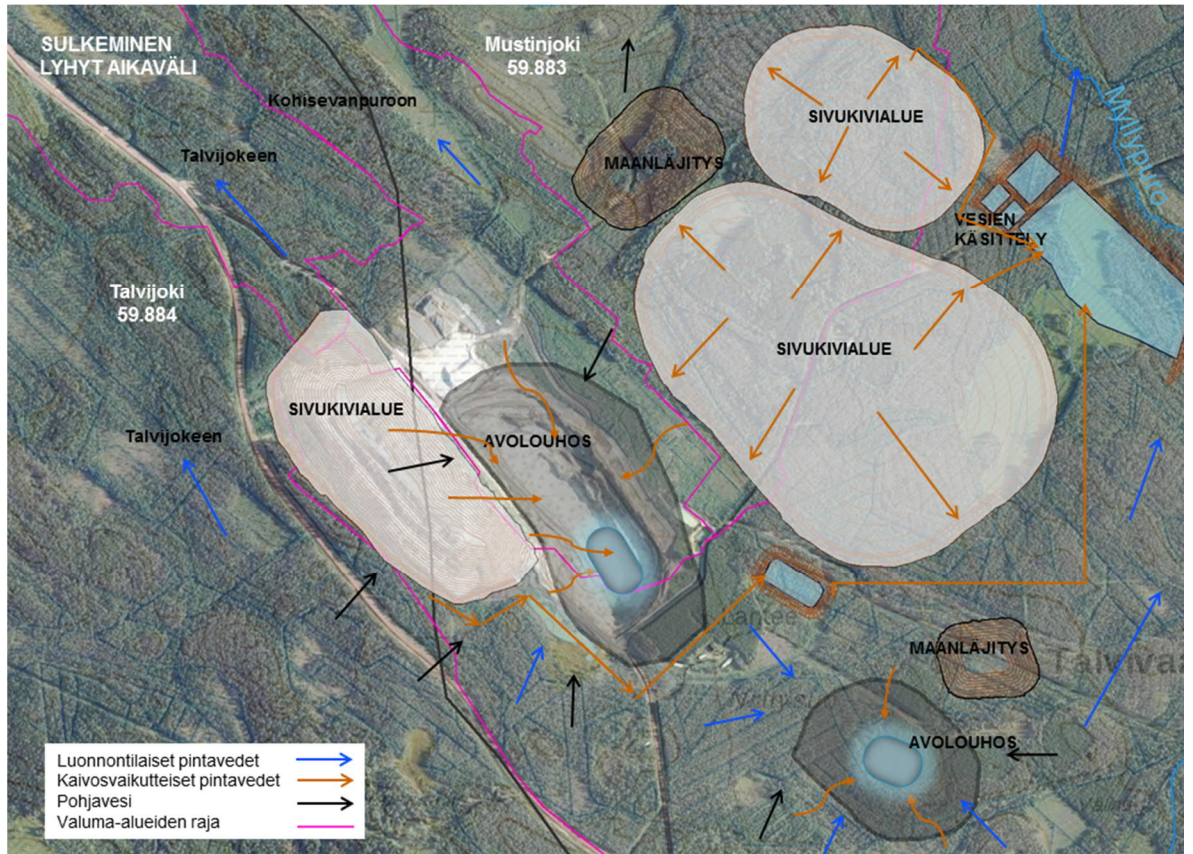 SULKEMINEN
LYHYT AIKAVÄLI
Mustinjoki
59.883
Kohisevanpuroon
Talvijokeen
SIVUKIVIALUE
MAANLÄJITYS
Myllypuro
VESIEN
KÄSITTELY
Talvijoki
59.884
SIVUKIVIALUE
SIVUKIVIALUE
Talvijokeen
AVOLOUHOS
MAANLÄJITYS
AVOLOUHOS
Luonnontilaiset pintavedet
Kaivosvaikutteiset pintavedet
Pohjavesi
Valuma-alueiden raja